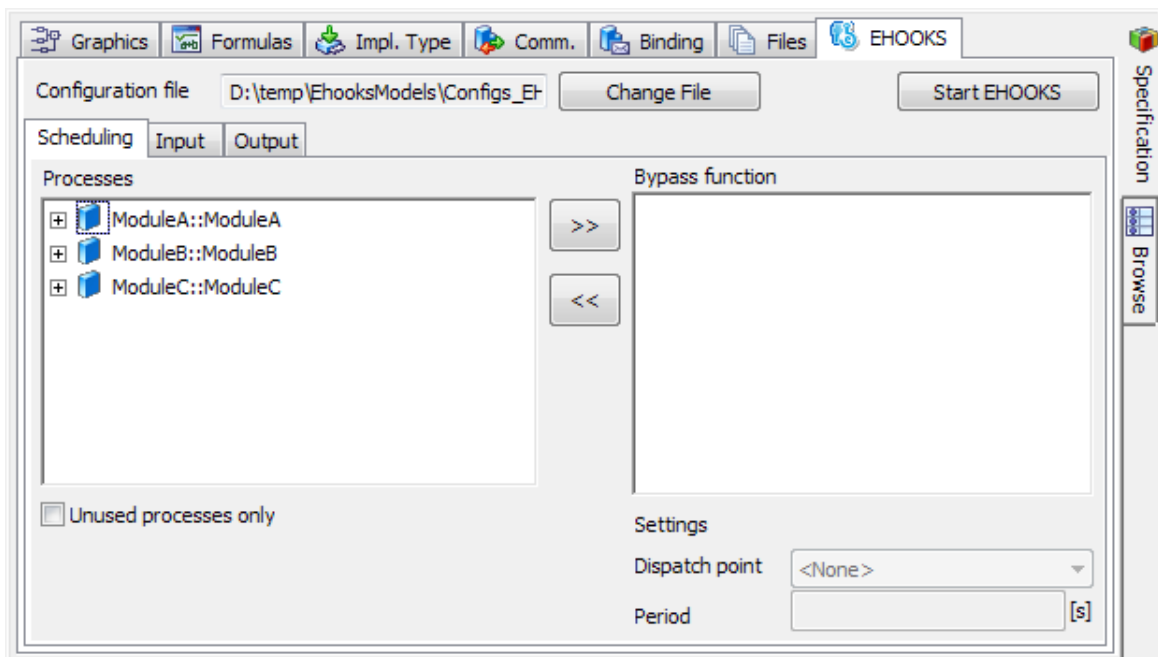 Graphics Formulas Impl. Type Comm. Binding Files EHOOKS
Configuration file D:\temp\EhooksModels\Configs_EH Change File Start EHOOKS
Scheduling Input Output
Processes
ModuleA::ModuleA
ModuleB::ModuleB
ModuleC::ModuleC
Unused processes only
>>
<<
Bypass function
Settings
Dispatch point <None>
Period [s]
Specification
Browse